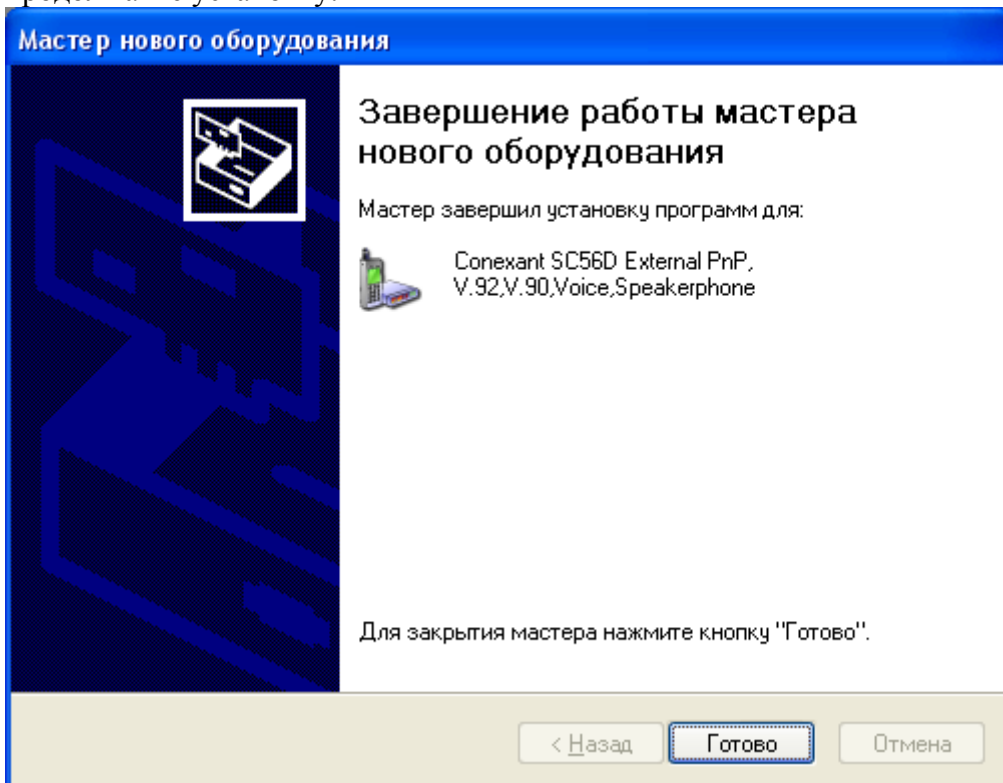 Мастер нового оборудования
Завершение работы мастера
нового оборудования
Мастер завершил установку программ для:
Conexant SC56D External PnP,
V.92,V.90,Voice,Speakerphone
Для закрытия мастера нажмите кнопку "Готово".
< Назад Готово Отмена